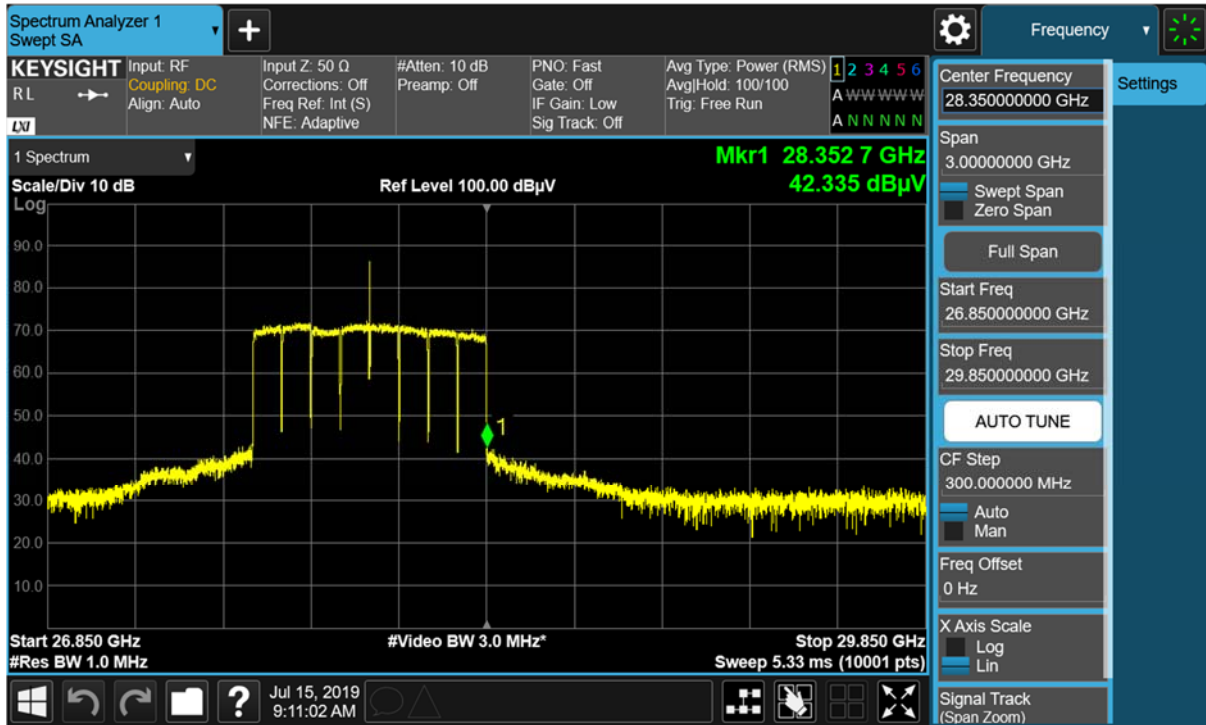 Spectrum Analyzer 1
Swept SA
+
Frequency
KEYSIGHT
RL
LXI
Input: RF
Coupling: DC
Align: Auto
Input Z: 50 Ω
Corrections: Off
Freq Ref: Int (S)
NFE: Adaptive
#Atten: 10 dB
Preamp: Off
PNO: Fast
Gate: Off
IF Gain: Low
Sig Track: Off
Avg Type: Power (RMS)
Avg|Hold: 100/100
Trig: Free Run
1 2 3 4 5 6
A W W W W W
A N N N N N
1 Spectrum
Scale/Div 10 dB
Log
Ref Level 100.00 dBµV
Mkr1 28.352 7 GHz
42.335 dBµV
90.0
80.0
70.0
60.0
50.0
40.0
30.0
20.0
10.0
1
Start 26.850 GHz
#Res BW 1.0 MHz
#Video BW 3.0 MHz*
Stop 29.850 GHz
Sweep 5.33 ms (10001 pts)
?
Jul 15, 2019
9:11:02 AM
Center Frequency
28.350000000 GHz
Span
3.00000000 GHz
Swept Span
Zero Span
Full Span
Start Freq
26.850000000 GHz
Stop Freq
29.850000000 GHz
AUTO TUNE
CF Step
300.000000 MHz
Auto
Man
Freq Offset
0 Hz
X Axis Scale
Log
Lin
Signal Track
(Span Zoom)
Settings